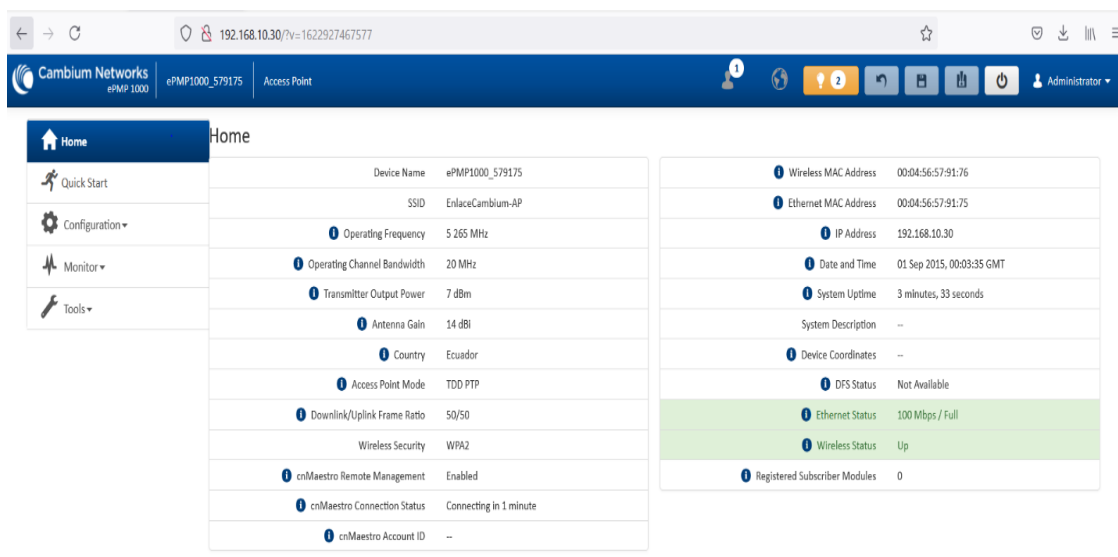 192.168.10.30/?v=1622927467577
Cambium Networks
ePMP 1000
ePMP1000_579175
Access Point
1
2
Administrator
Home
Quick Start
Configuration
Monitor
Tools
Home
Device Name ePMP1000_579175
SSID EnlaceCambium-AP
Operating Frequency 5 265 MHz
Operating Channel Bandwidth 20 MHz
Transmitter Output Power 7 dBm
Antenna Gain 14 dBi
Country Ecuador
Access Point Mode TDD PTP
Downlink/Uplink Frame Ratio 50/50
Wireless Security WPA2
cnMaestro Remote Management Enabled
cnMaestro Connection Status Connecting in 1 minute
cnMaestro Account ID --
Wireless MAC Address 00:04:56:57:91:76
Ethernet MAC Address 00:04:56:57:91:75
IP Address 192.168.10.30
Date and Time 01 Sep 2015, 00:03:35 GMT
System Uptime 3 minutes, 33 seconds
System Description --
Device Coordinates --
DFS Status Not Available
Ethernet Status 100 Mbps / Full
Wireless Status Up
Registered Subscriber Modules 0